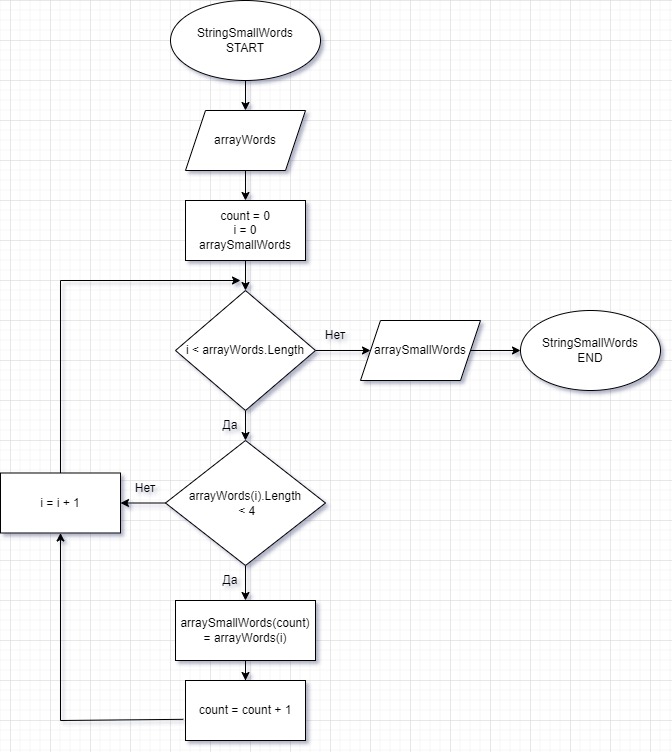 StringSmallWords
START
arrayWords
count = 0
i = 0
arraySmallWords
i < arrayWords.Length
Нет
arraySmallWords
StringSmallWords
END
Да
arrayWords(i).Length
< 4
Нет
i = i + 1
Да
arraySmallWords(count)
= arrayWords(i)
count = count + 1